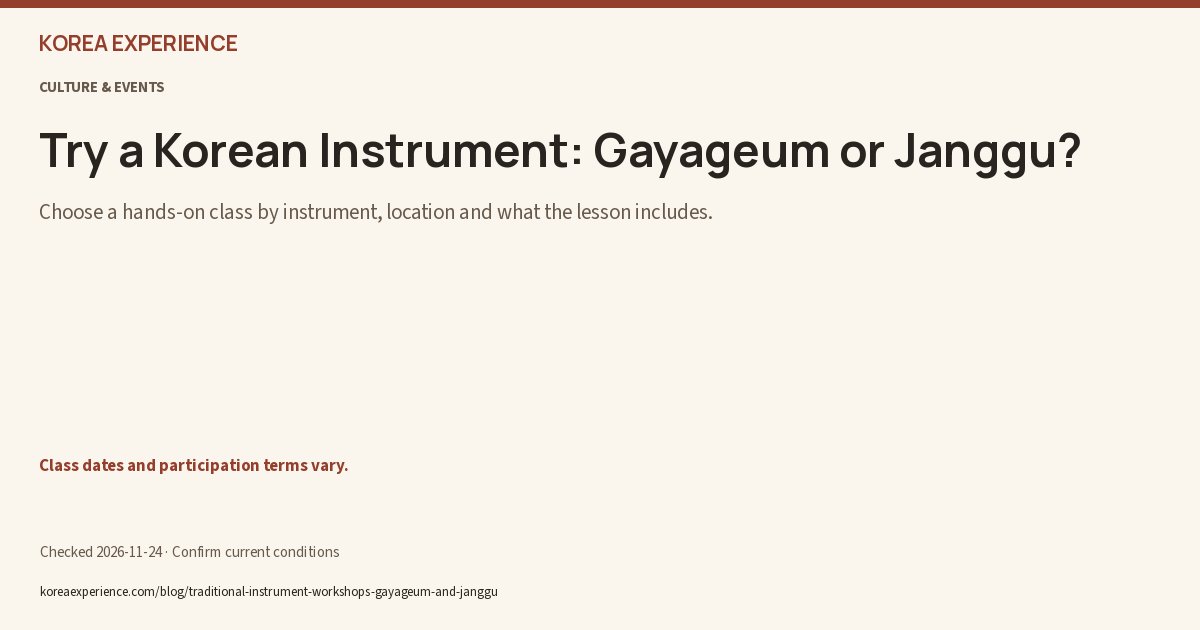 KOREA EXPERIENCE
CULTURE & EVENTS
Try a Korean Instrument: Gayageum or Janggu?
Choose a hands-on class by instrument, location and what the lesson includes.
Class dates and participation terms vary.
Checked 2026-11-24 · Confirm current conditions
koreaexperience.com/blog/traditional-instrument-workshops-gayageum-and-janggu